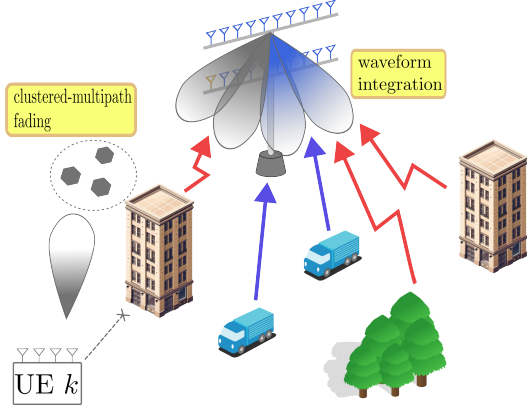 waveform
integration
clustered-multipath
fading
UE k